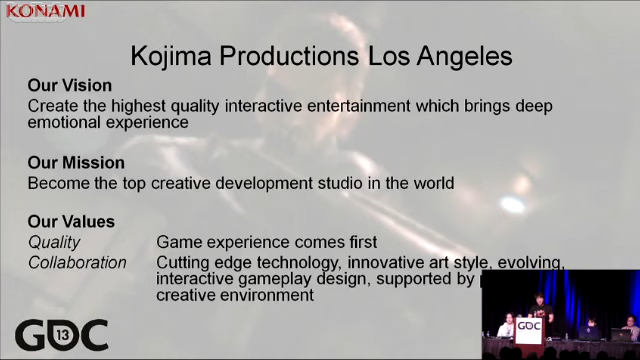 KONAMI
Kojima Productions Los Angeles
Our Vision
Create the highest quality interactive entertainment which brings deep
emotional experience
Our Mission
Become the top creative development studio in the world
Our Values
Quality Game experience comes first
Collaboration Cutting edge technology, innovative art style, evolving,
interactive gameplay design, supported by
creative environment
GDC
13
GDC